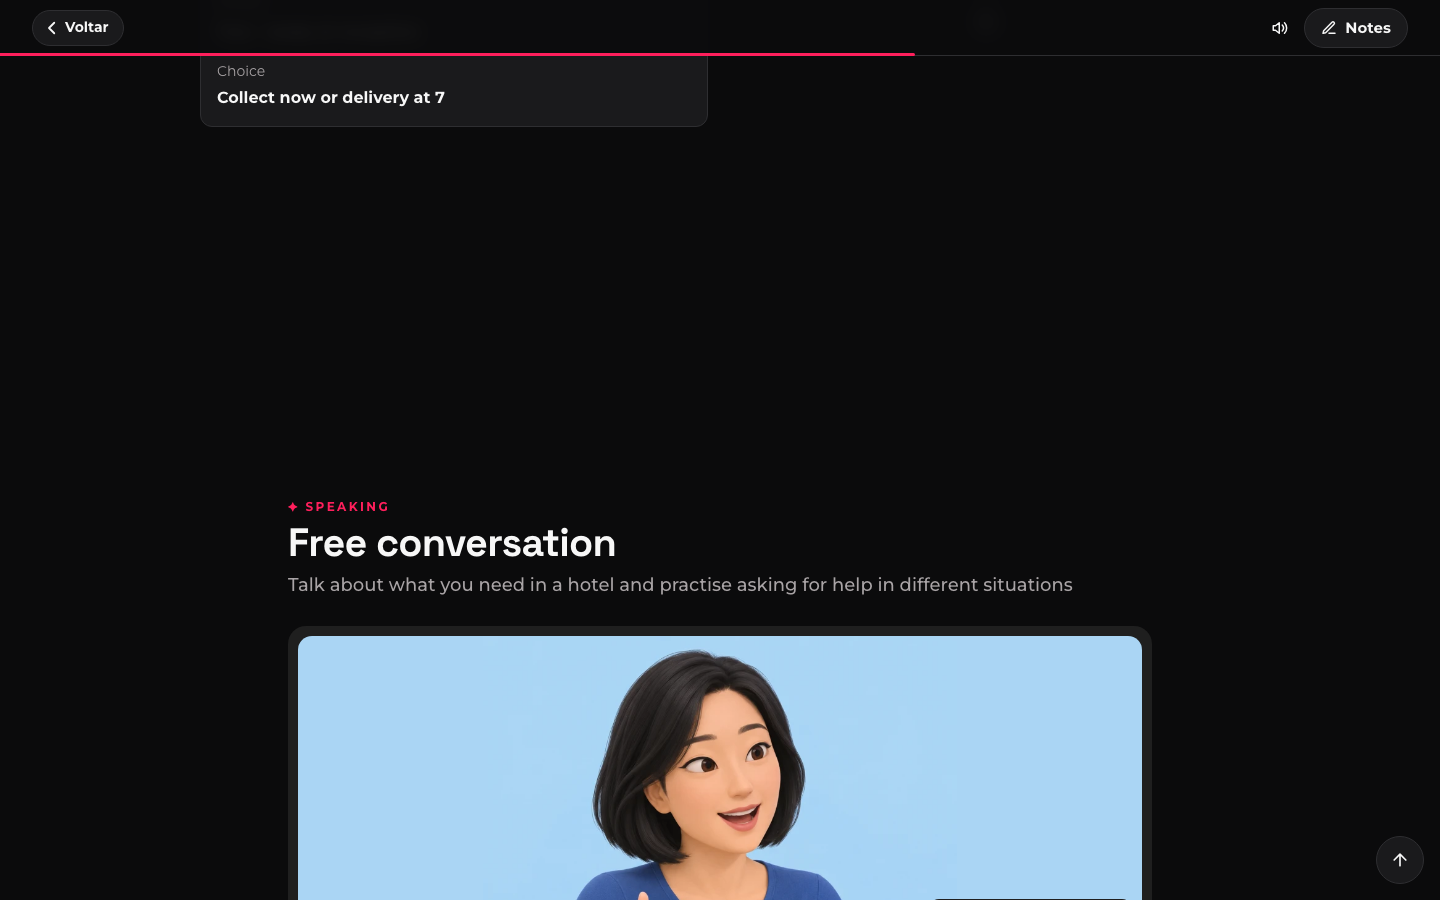 Voltar
Notes
Choice
Collect now or delivery at 7
SPEAKING
Free conversation
Talk about what you need in a hotel and practise asking for help in different situations